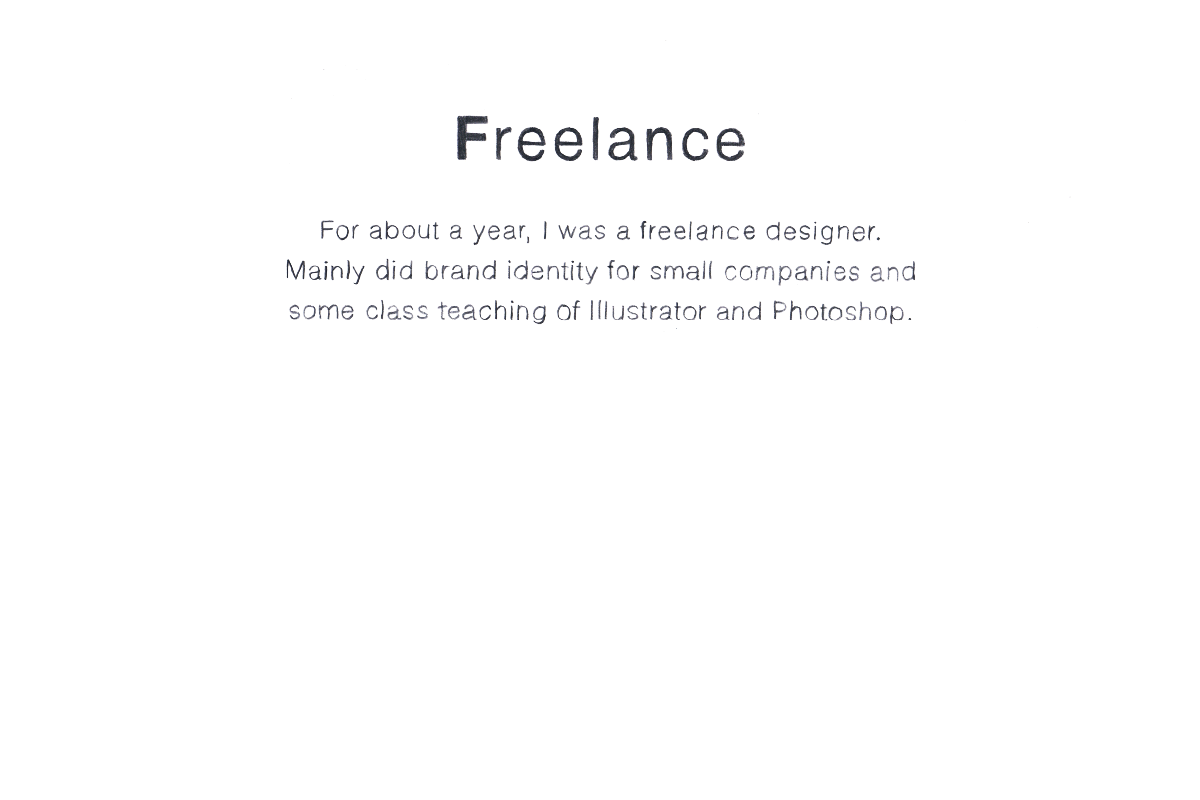 Freelance
For about a year, I was a freelance designer.
Mainly did brand identity for small companies and
some class teaching of Illustrator and Photoshop.